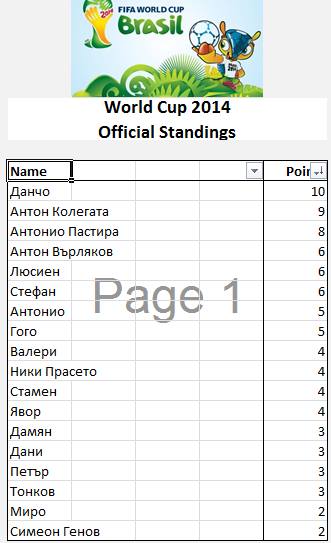 2014
FIFA WORLD CUP
Brasil
World Cup 2014
Official Standings
Name Poin
Данчо 10
Антон Колегата 9
Антонио Пастира 8
Антон Върляков 6
Люсиен 6
Стефан 6
Антонио 5
Гого 5
Валери 4
Ники Прасето 4
Стамен 4
Явор 4
Дамян 3
Дани 3
Петър 3
Тонков 3
Миро 2
Симеон Генов 2
Page 1